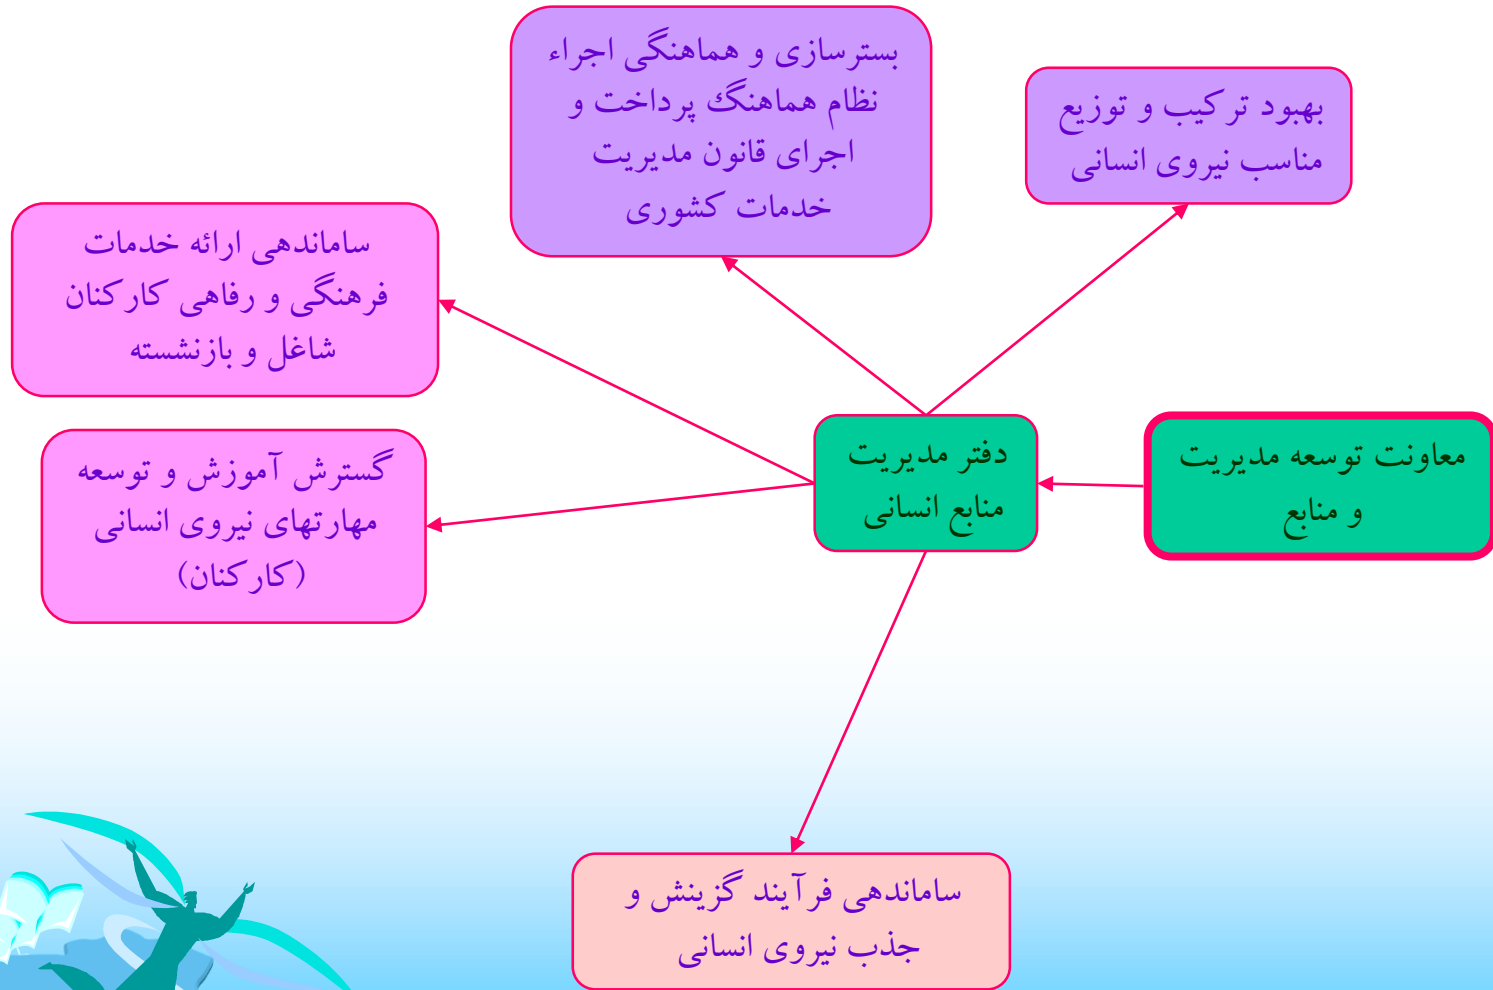 بسترسازی و هماهنگی اجراء
نظام هماهنگ پرداخت و
اجرای قانون مدیریت
خدمات کشوری
بهبود ترکیب و توزیع
مناسب نیروی انسانی
ساماندهی ارائه خدمات
فرهنگی و رفاهی کارکنان
شاغل و بازنشسته
معاونت توسعه مدیریت
و منابع
دفتر مدیریت
منابع انسانی
گسترش آموزش و توسعه
مهارتهای نیروی انسانی
(کارکنان)
ساماندهی فرآیند گزینش و
جذب نیروی انسانی